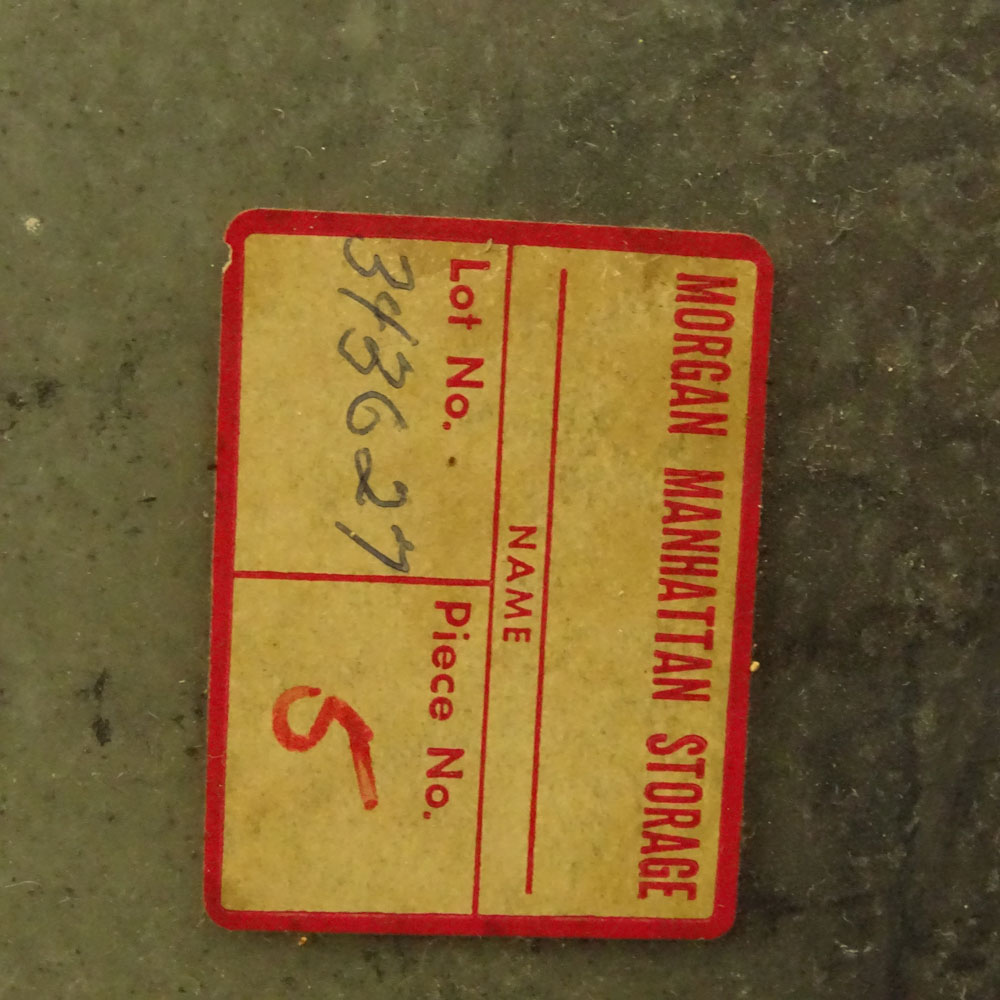 MORGAN MANHATTAN STORAGE
NAME
Lot No. Piece No.
343627 5